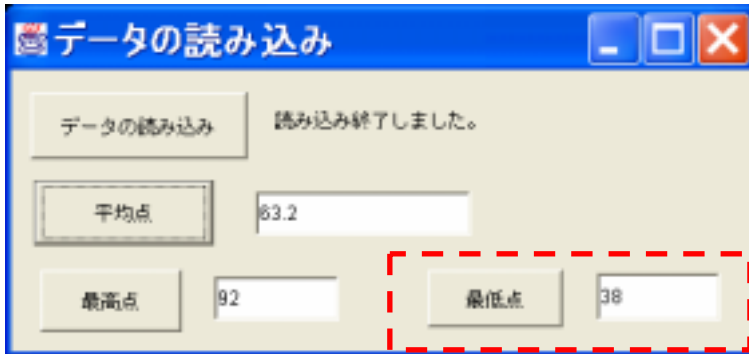 データの読み込み
データの読み込み 読み込み終了しました。
平均点 63.2
最高点 92 最低点 38